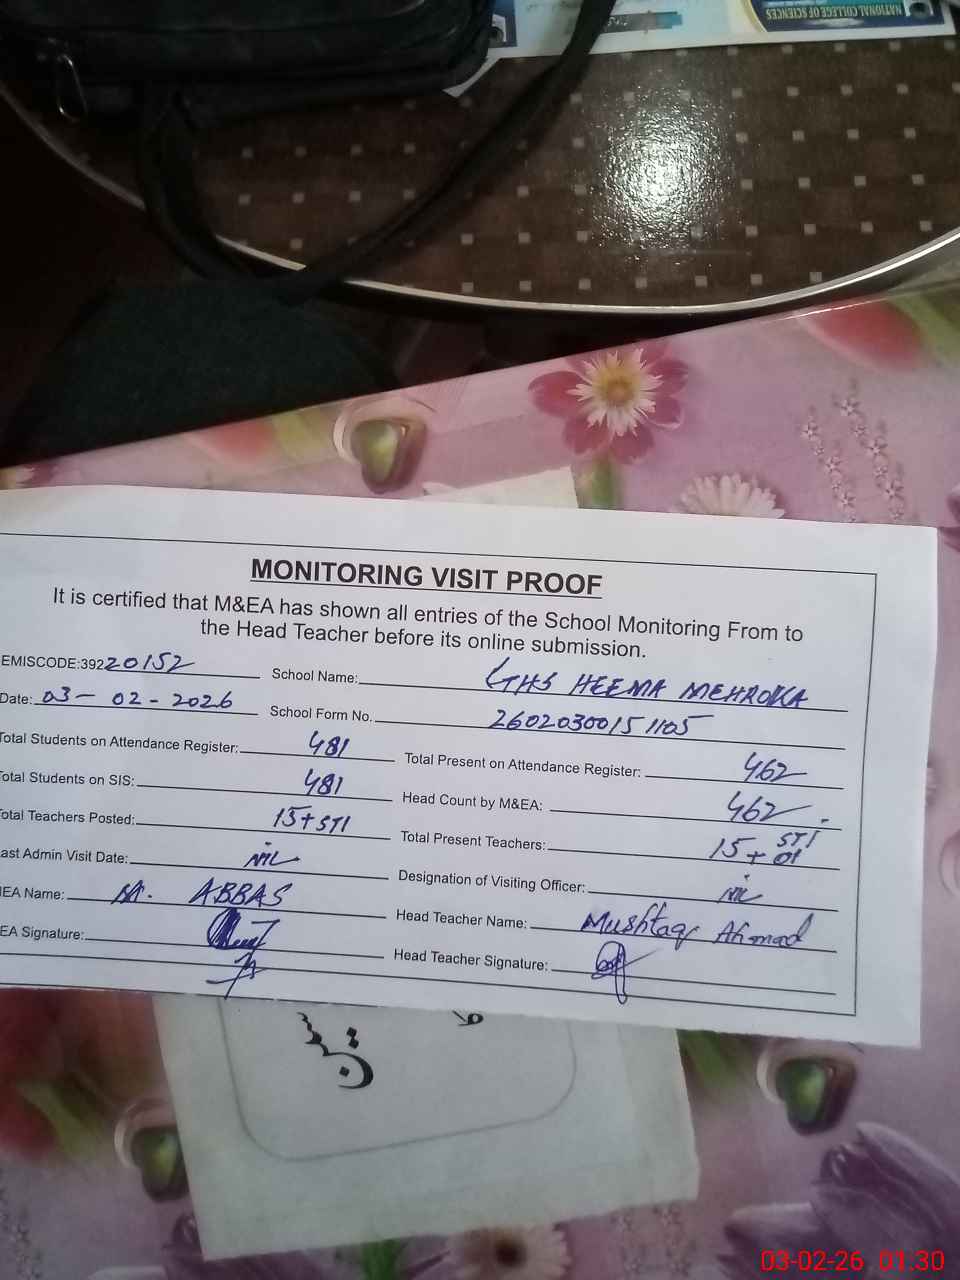 NATIONAL COLLEGE OF SCIENCES
MONITORING VISIT PROOF
It is certified that M&EA has shown all entries of the School Monitoring From to
the Head Teacher before its online submission.
EMISCODE:39220152 School Name: GHS HEEMA MEHROKA
Date: 03-02-2026 School Form No. 26020300151105
Total Students on Attendance Register: 481 Total Present on Attendance Register: 462
Total Students on SIS: 481 Head Count by M&EA: 462
Total Teachers Posted: 15+STI Total Present Teachers: 15+ STI 01
Last Admin Visit Date: NIL Designation of Visiting Officer: NIL
MEA Name: M. ABBAS Head Teacher Name: Mushtaq Ahmad
EA Signature: Head Teacher Signature:
03-02-26 01:30